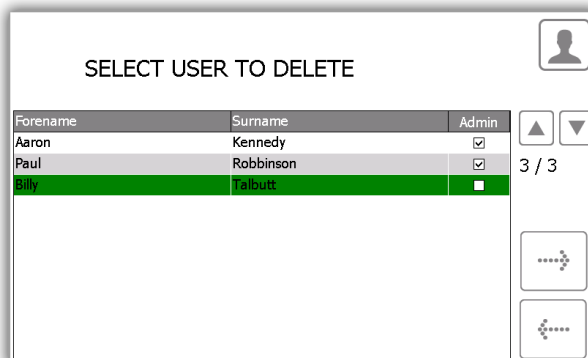 SELECT USER TO DELETE
Forename Surname Admin
Aaron Kennedy
Paul Robbinson
3 / 3
Billy Talbutt